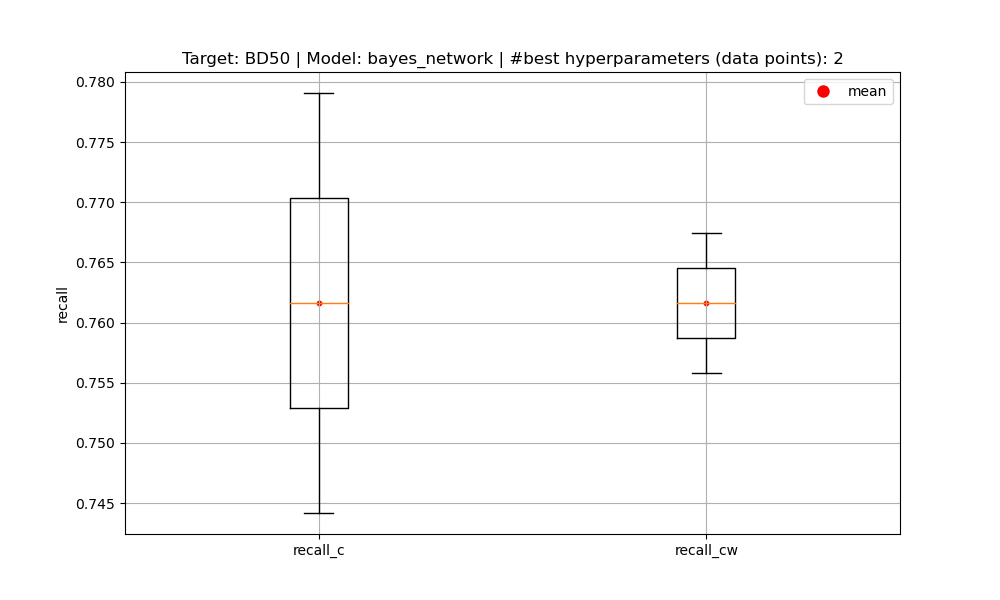 Target: BD50 | Model: bayes_network | #best hyperparameters (data points): 2
mean
0.780
0.775
0.770
0.765
0.760
0.755
0.750
0.745
recall
recall_c
recall_cw